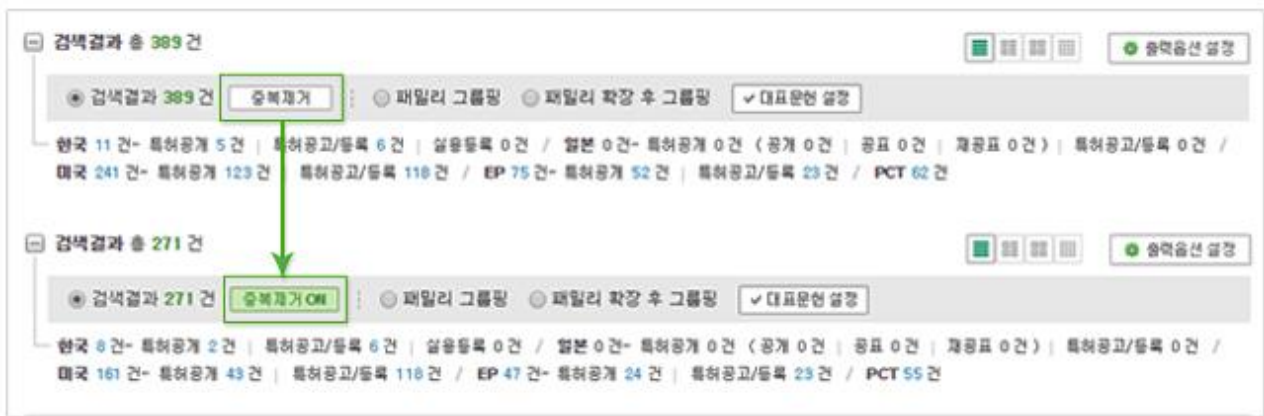 검색결과 총 389 건
출력옵션 설정
검색결과 389 건 중복제거 패밀리 그룹핑 패밀리 확장 후 그룹핑 대표문헌 설정
한국 11 건- 특허공개 5 건 | 특허공고/등록 6 건 | 실용등록 0 건 / 일본 0 건- 특허공개 0 건 ( 공개 0 건 | 공표 0 건 | 재공표 0 건 ) | 특허공고/등록 0 건 /
미국 241 건- 특허공개 123 건 | 특허공고/등록 118 건 / EP 75 건- 특허공개 52 건 | 특허공고/등록 23 건 / PCT 62 건
검색결과 총 271 건
출력옵션 설정
검색결과 271 건 중복제거 ON 패밀리 그룹핑 패밀리 확장 후 그룹핑 대표문헌 설정
한국 8 건- 특허공개 2 건 | 특허공고/등록 6 건 | 실용등록 0 건 / 일본 0 건- 특허공개 0 건 ( 공개 0 건 | 공표 0 건 | 재공표 0 건 ) | 특허공고/등록 0 건 /
미국 161 건- 특허공개 43 건 | 특허공고/등록 118 건 / EP 47 건- 특허공개 24 건 | 특허공고/등록 23 건 / PCT 55 건